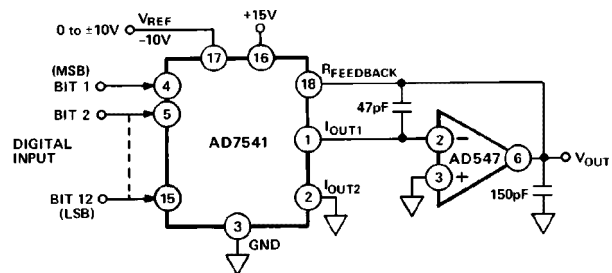 0 to ±10V
VREF
–10V
+15V
17
16
(MSB)
BIT 1
4
18
RFEEDBACK
BIT 2
5
47pF
DIGITAL
INPUT
AD7541
1
IOUT1
2
–
AD547
6
VOUT
3
+
BIT 12
(LSB)
15
2
IOUT2
150pF
3
GND